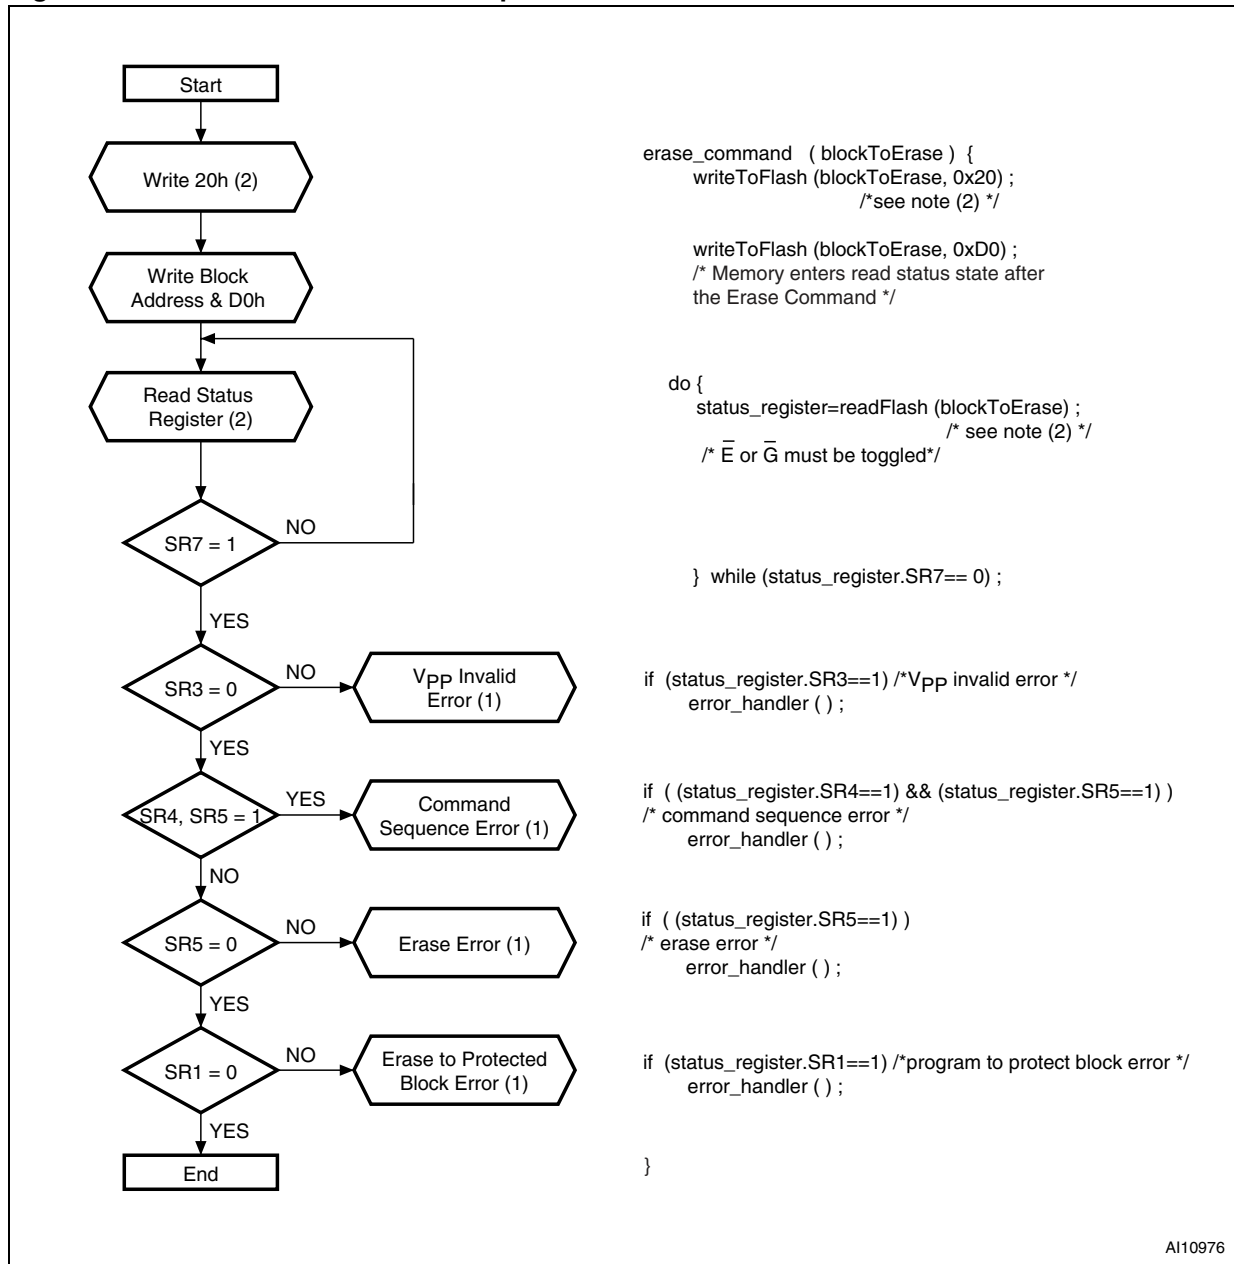 Start
Write 20h (2)
Write Block
Address & D0h
Read Status
Register (2)
NO
SR7 = 1
YES
NO
SR3 = 0
VPP Invalid
Error (1)
YES
YES
SR4, SR5 = 1
Command
Sequence Error (1)
NO
NO
SR5 = 0
Erase Error (1)
YES
NO
SR1 = 0
Erase to Protected
Block Error (1)
YES
End
erase_command ( blockToErase ) {
writeToFlash (blockToErase, 0x20) ;
/*see note (2) */
writeToFlash (blockToErase, 0xD0) ;
/* Memory enters read status state after
the Erase Command */
do {
status_register=readFlash (blockToErase) ;
/* see note (2) */
/* E̅ or G̅ must be toggled*/
} while (status_register.SR7== 0) ;
if (status_register.SR3==1) /*VPP invalid error */
error_handler ( ) ;
if ( (status_register.SR4==1) && (status_register.SR5==1) )
/* command sequence error */
error_handler ( ) ;
if ( (status_register.SR5==1) )
/* erase error */
error_handler ( ) ;
if (status_register.SR1==1) /*program to protect block error */
error_handler ( ) ;
}
AI10976